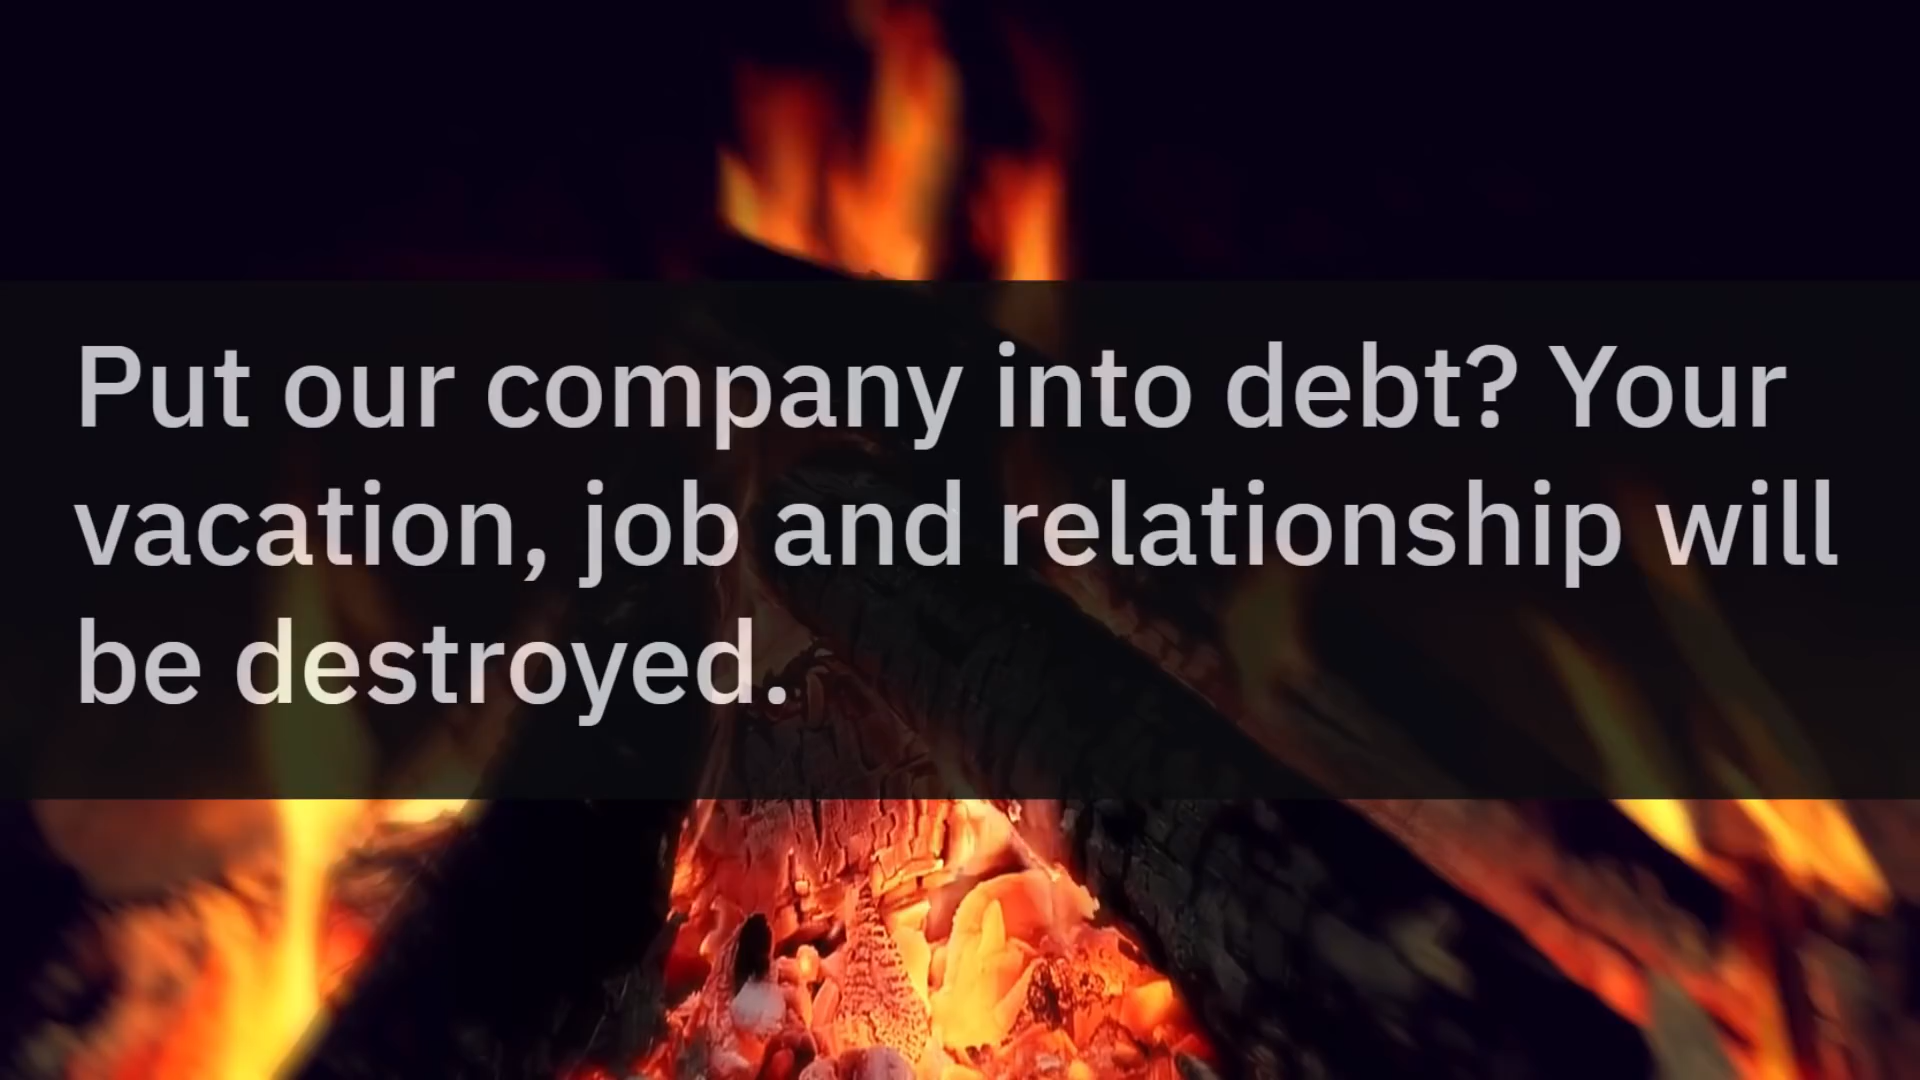 Put our company into debt? Your
vacation, job and relationship will
be destroyed.